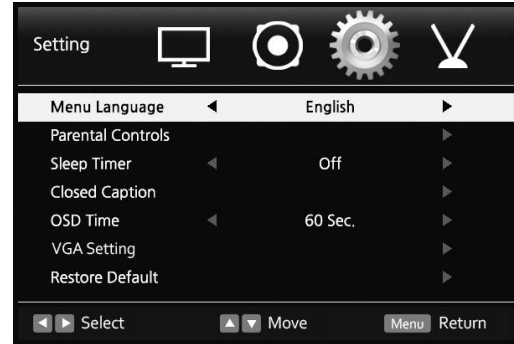 Setting
Menu Language English
Parental Controls
Sleep Timer Off
Closed Caption
OSD Time 60 Sec.
VGA Setting
Restore Default
Select Move Menu Return